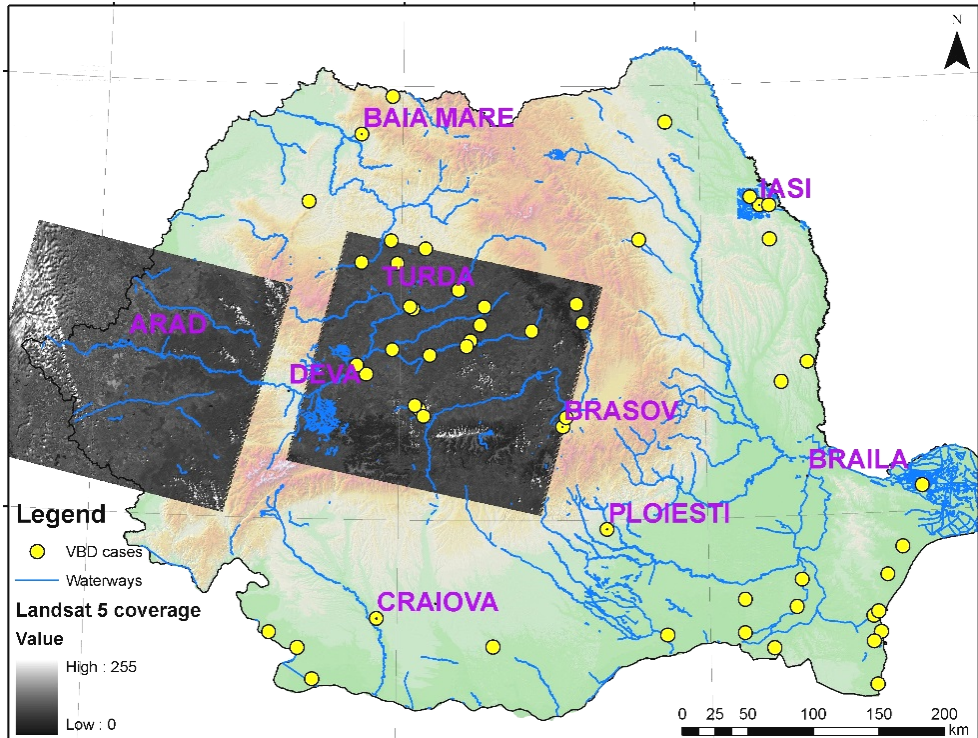 N
BAIA MARE
IASI
TURDA
ARAD
DEVA
BRASOV
BRAILA
PLOIESTI
CRAIOVA
Legend
VBD cases
Waterways
Landsat 5 coverage
Value
High : 255
Low : 0
0 25 50 100 150 200
km